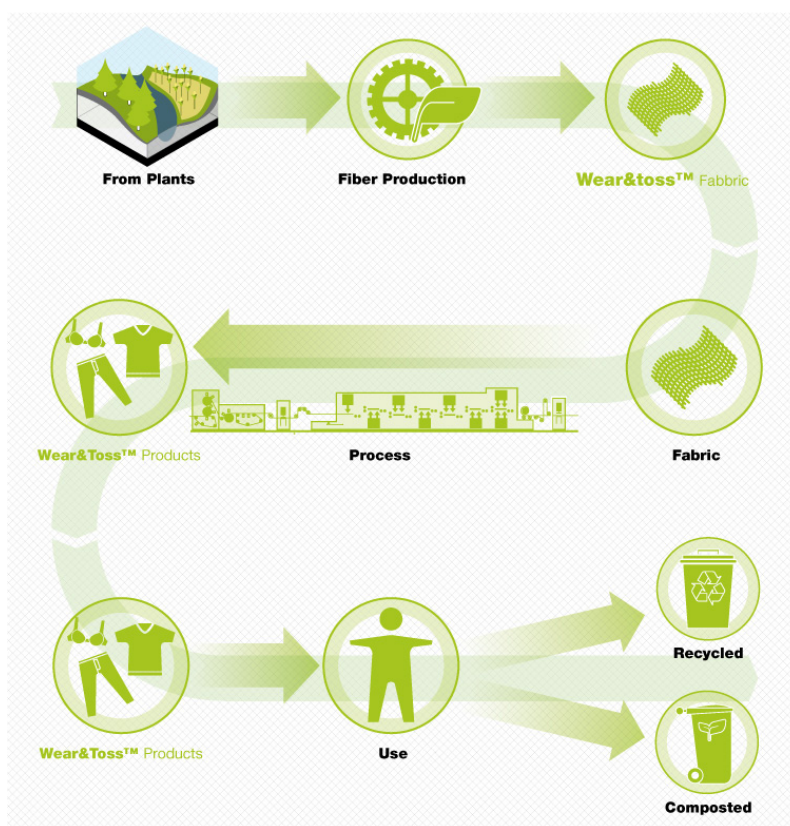 From Plants
Fiber Production
Wear&toss™ Fabbric
Wear&Toss™ Products
Process
Fabric
Wear&Toss™ Products
Use
Recycled
Composted